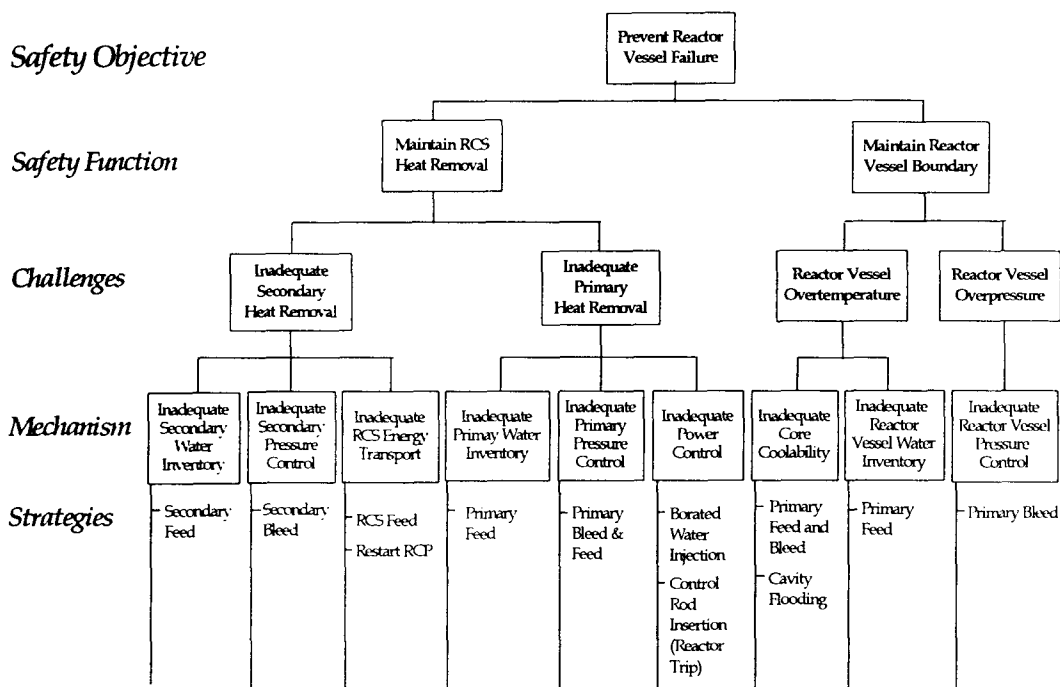 Safety Objective
Prevent Reactor
Vessel Failure
Safety Function
Maintain RCS
Heat Removal
Maintain Reactor
Vessel Boundary
Challenges
Inadequate
Secondary
Heat Removal
Inadequate
Primary
Heat Removal
Reactor Vessel
Overtemperature
Reactor Vessel
Overpressure
Mechanism
Inadequate
Secondary
Water
Inventory
Inadequate
Secondary
Pressure
Control
Inadequate
RCS Energy
Transport
Inadequate
Primay Water
Inventory
Inadequate
Primary
Pressure
Control
Inadequate
Power
Control
Inadequate
Core
Coolability
Inadequate
Reactor
Vessel Water
Inventory
Inadequate
Reactor Vessel
Pressure
Control
Strategies
Secondary
Feed
Secondary
Bleed
RCS Feed
Restart RCP
Primary
Feed
Primary
Bleed &
Feed
Borated
Water
Injection
Control
Rod
Insertion
(Reactor
Trip)
Primary
Feed and
Bleed
Cavity
Flooding
Primary
Feed
Primary Bleed